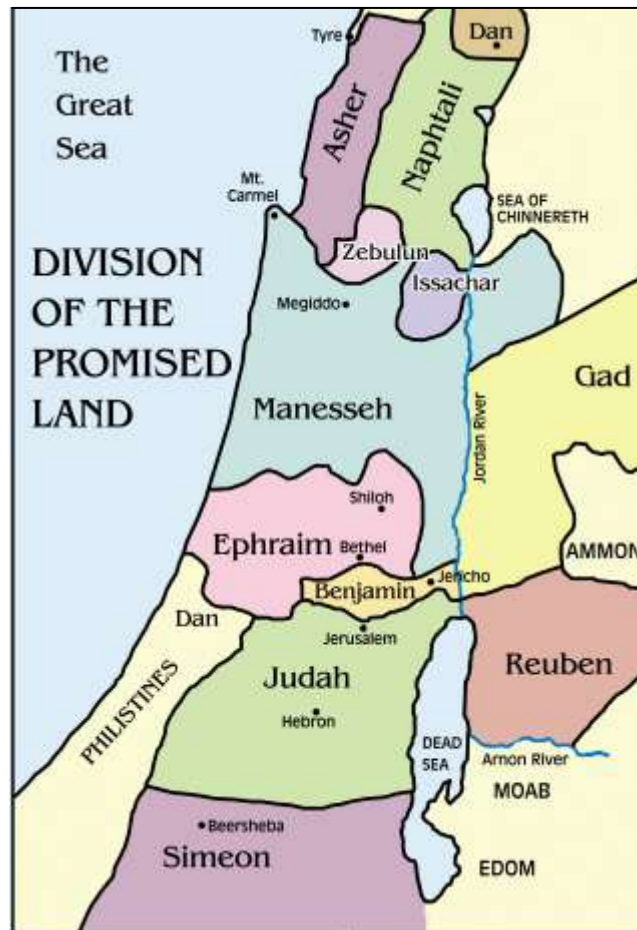 Tyre
Dan
The
Great
Sea
Asher
Naphtali
Mt.
Carmel
SEA OF
CHINNERETH
Zebulun
DIVISION
OF THE
PROMISED
LAND
Issachar
Megiddo
Gad
Manesseh
Jordan River
Shiloh
Ephraim
Bethel
AMMON
Jericho
Benjamin
Dan
Jerusalem
Reuben
Judah
PHILISTINES
Hebron
DEAD
SEA
Arnon River
MOAB
Beersheba
Simeon
EDOM